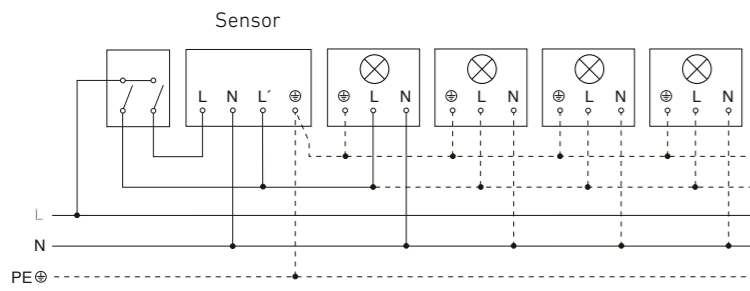 Sensor
L N L´ ⏚ ⏚ L N ⏚ L N ⏚ L N ⏚ L N
L
N
PE ⏚